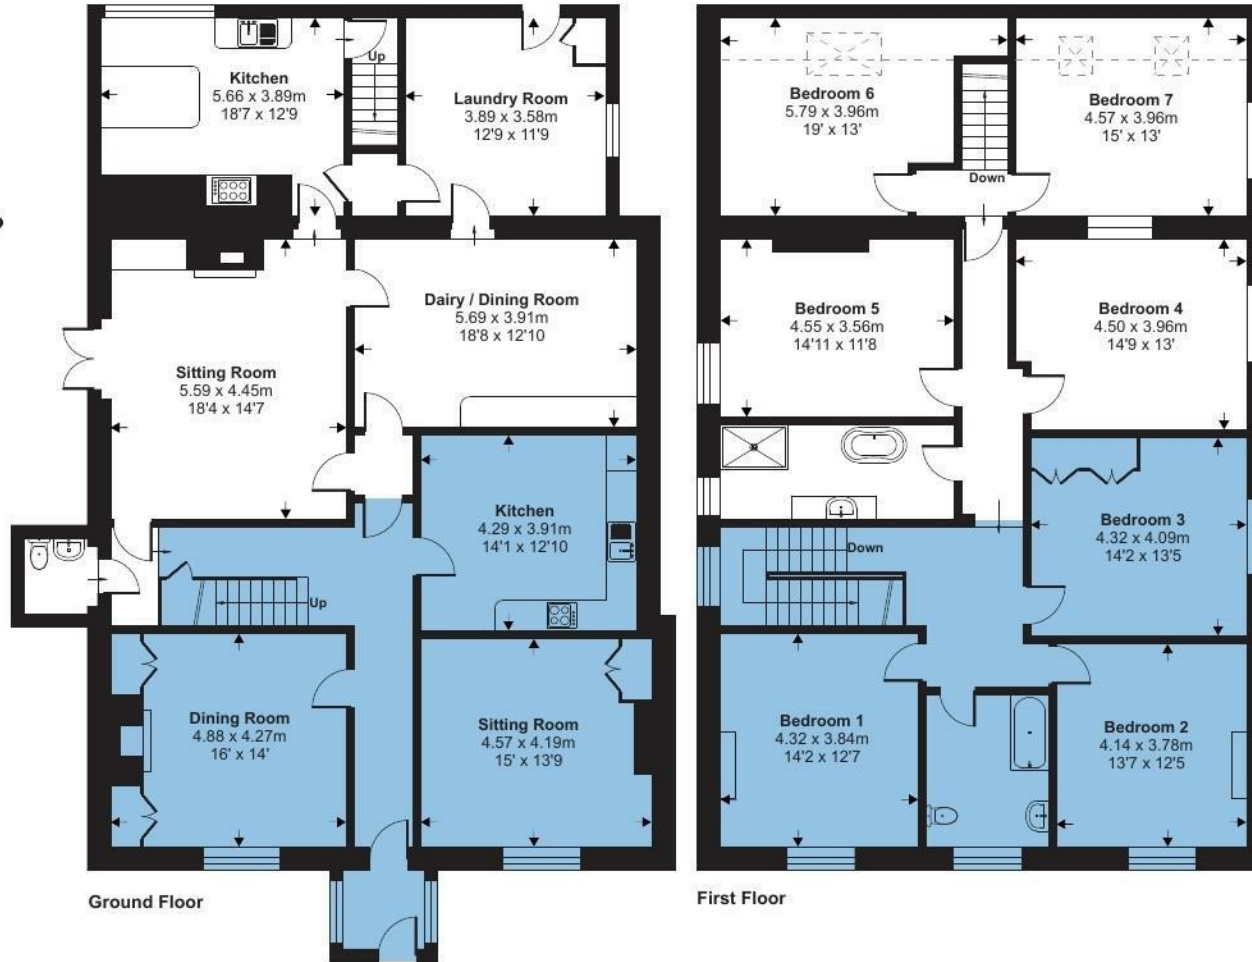 Kitchen
5.66 x 3.89m
18'7 x 12'9
Up
Laundry Room
3.89 x 3.58m
12'9 x 11'9
Sitting Room
5.59 x 4.45m
18'4 x 14'7
Dairy / Dining Room
5.69 x 3.91m
18'8 x 12'10
Kitchen
4.29 x 3.91m
14'1 x 12'10
Up
Dining Room
4.88 x 4.27m
16' x 14'
Sitting Room
4.57 x 4.19m
15' x 13'9
Ground Floor
Bedroom 6
5.79 x 3.96m
19' x 13'
Bedroom 7
4.57 x 3.96m
15' x 13'
Down
Bedroom 5
4.55 x 3.56m
14'11 x 11'8
Bedroom 4
4.50 x 3.96m
14'9 x 13'
Bedroom 3
4.32 x 4.09m
14'2 x 13'5
Down
Bedroom 1
4.32 x 3.84m
14'2 x 12'7
Bedroom 2
4.14 x 3.78m
13'7 x 12'5
First Floor